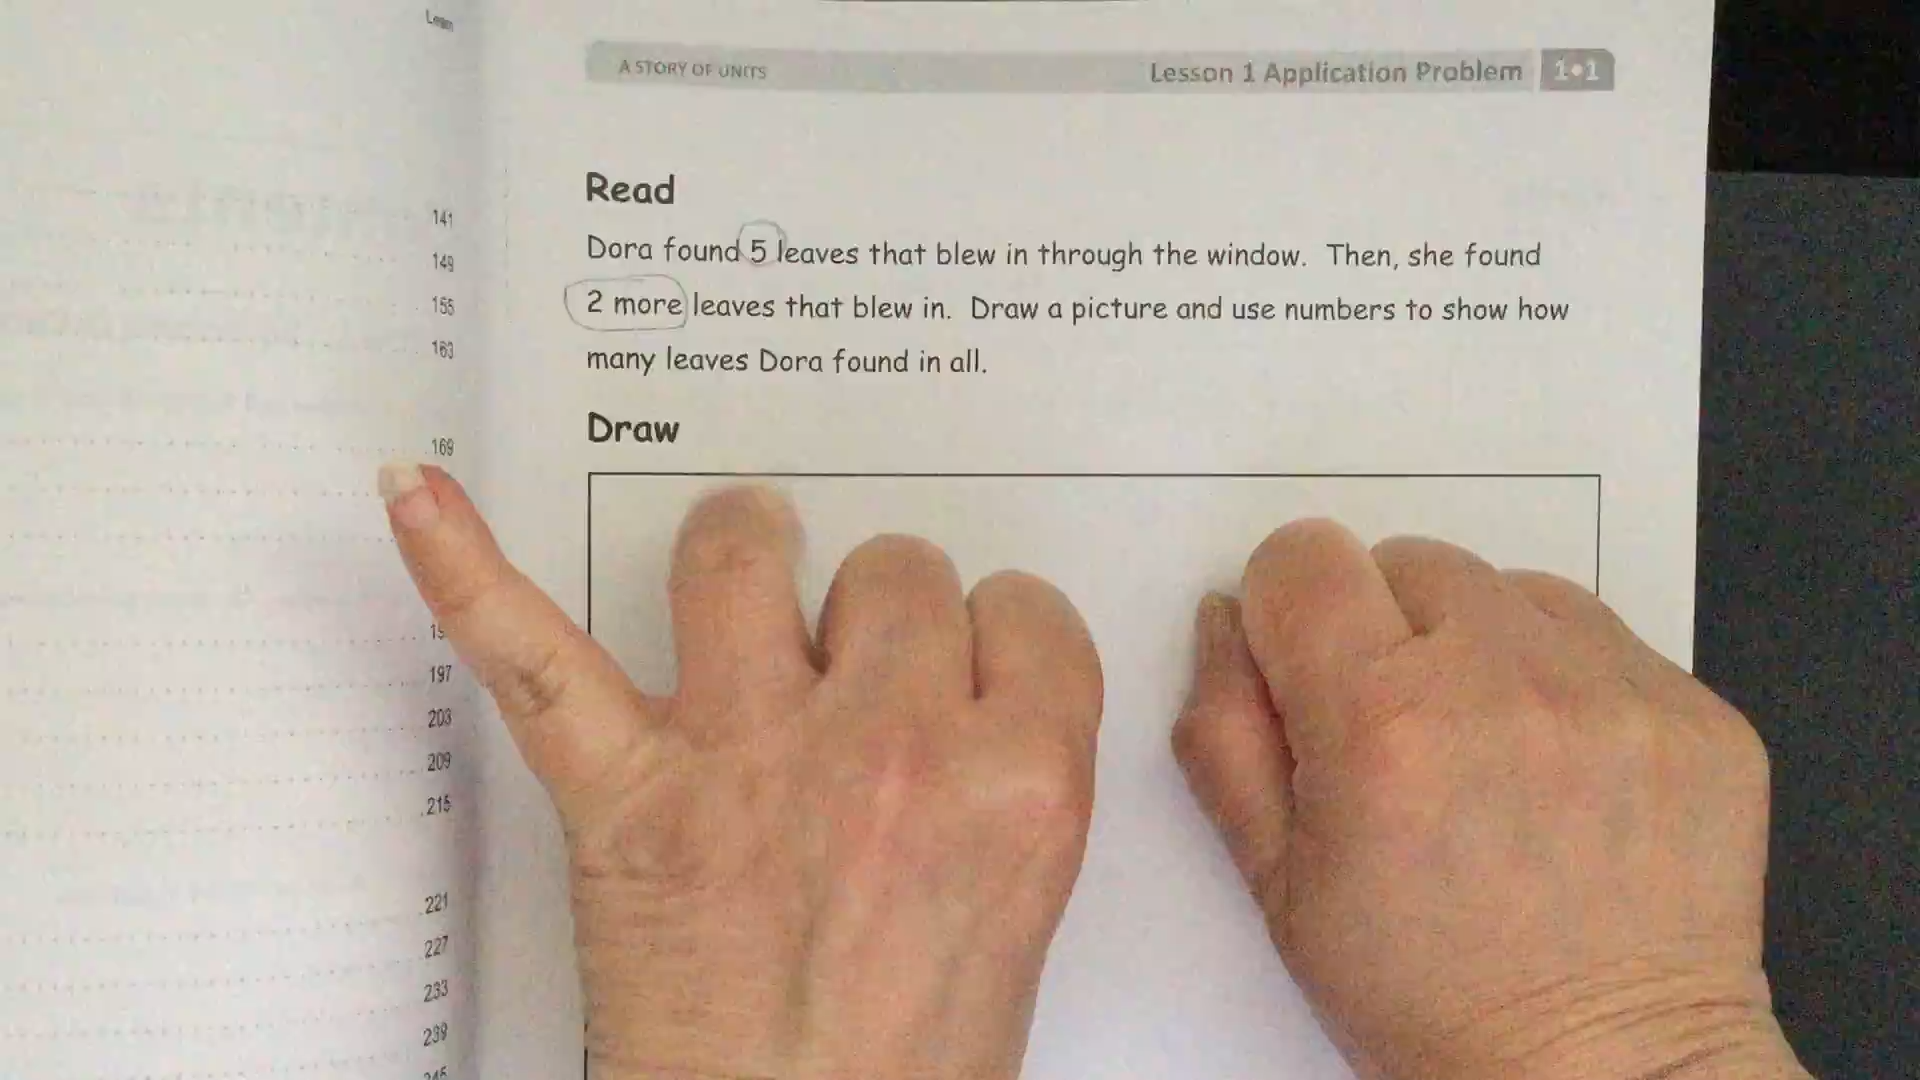 141
149
155
163
169
197
203
209
215
221
227
233
239
A STORY OF UNITS
Lesson 1 Application Problem 1•1
Read
Dora found 5 leaves that blew in through the window. Then, she found
2 more leaves that blew in. Draw a picture and use numbers to show how
many leaves Dora found in all.
Draw